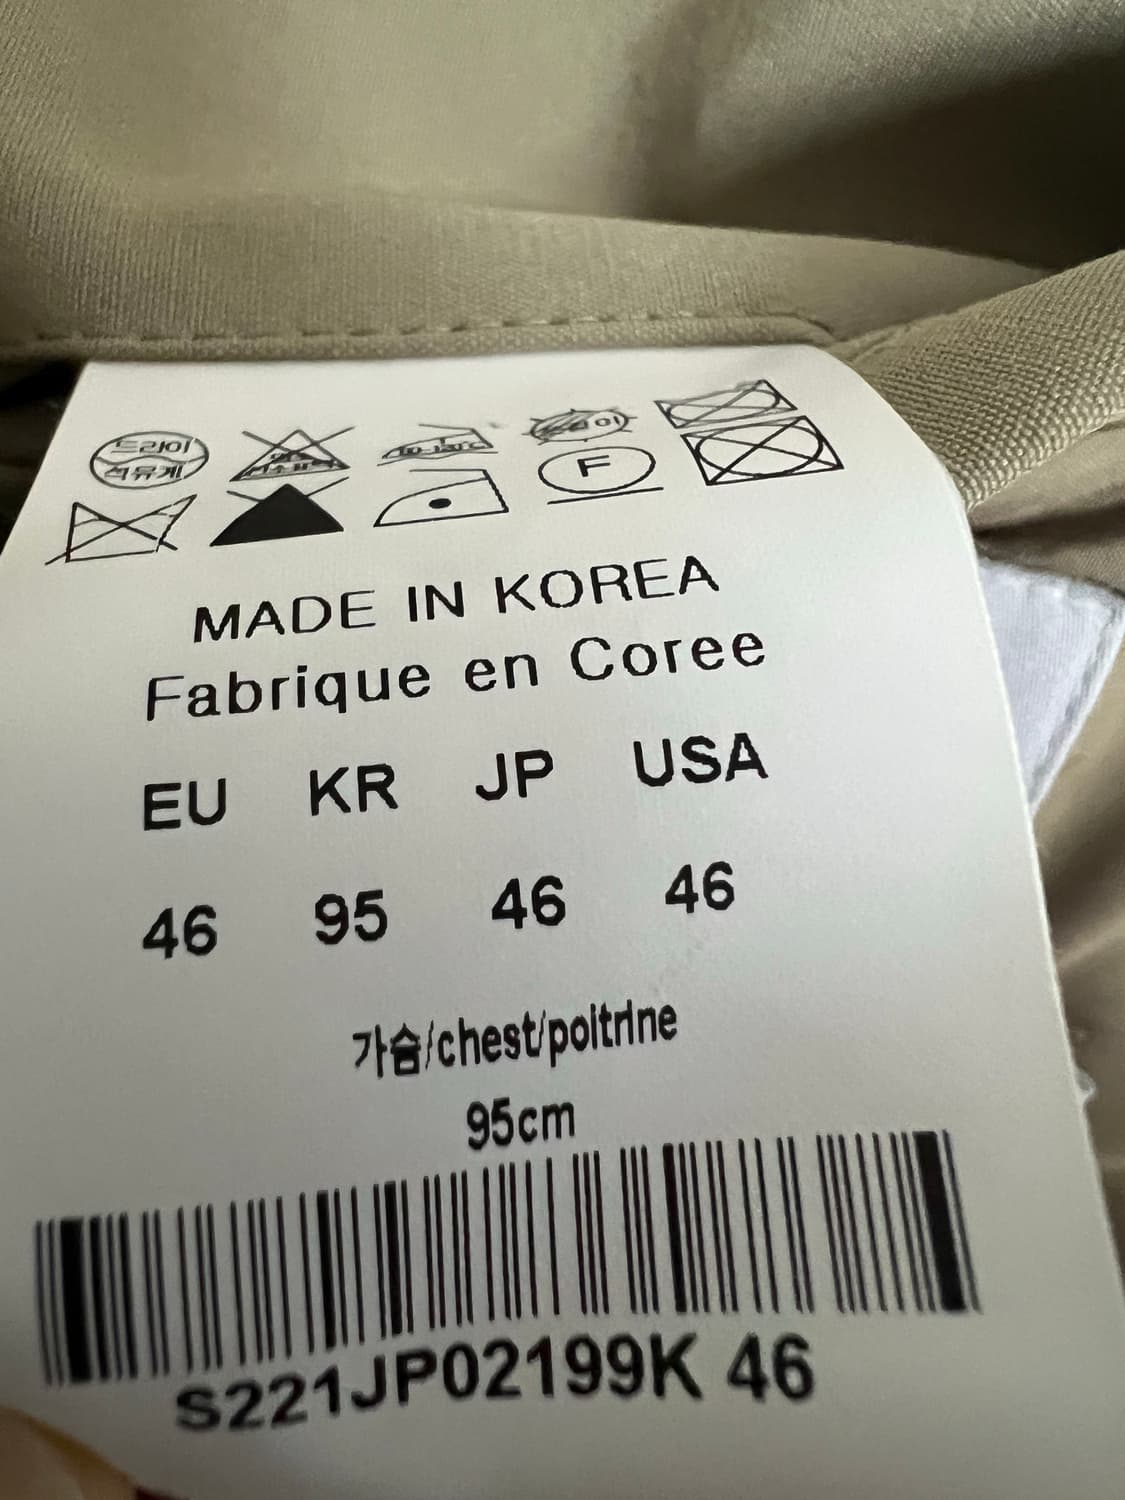 드라이
석유계
F
MADE IN KOREA
Fabrique en Coree
EU KR JP USA
46 95 46 46
가슴/chest/poitrine
95cm
S221JP02199K 46